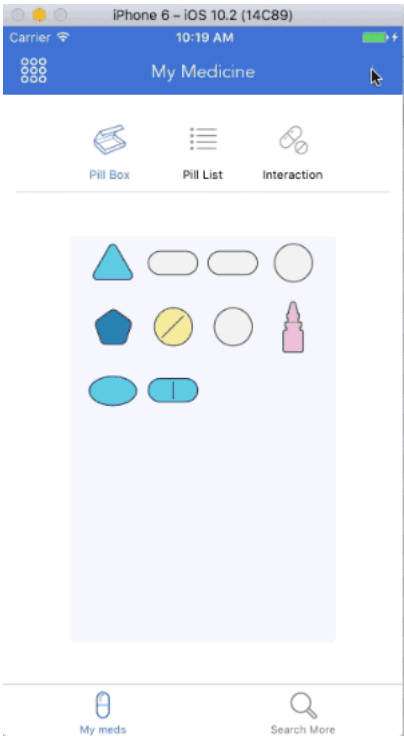 iPhone 6 – iOS 10.2 (14C89)
Carrier 10:19 AM
My Medicine
Pill Box Pill List Interaction
My meds Search More